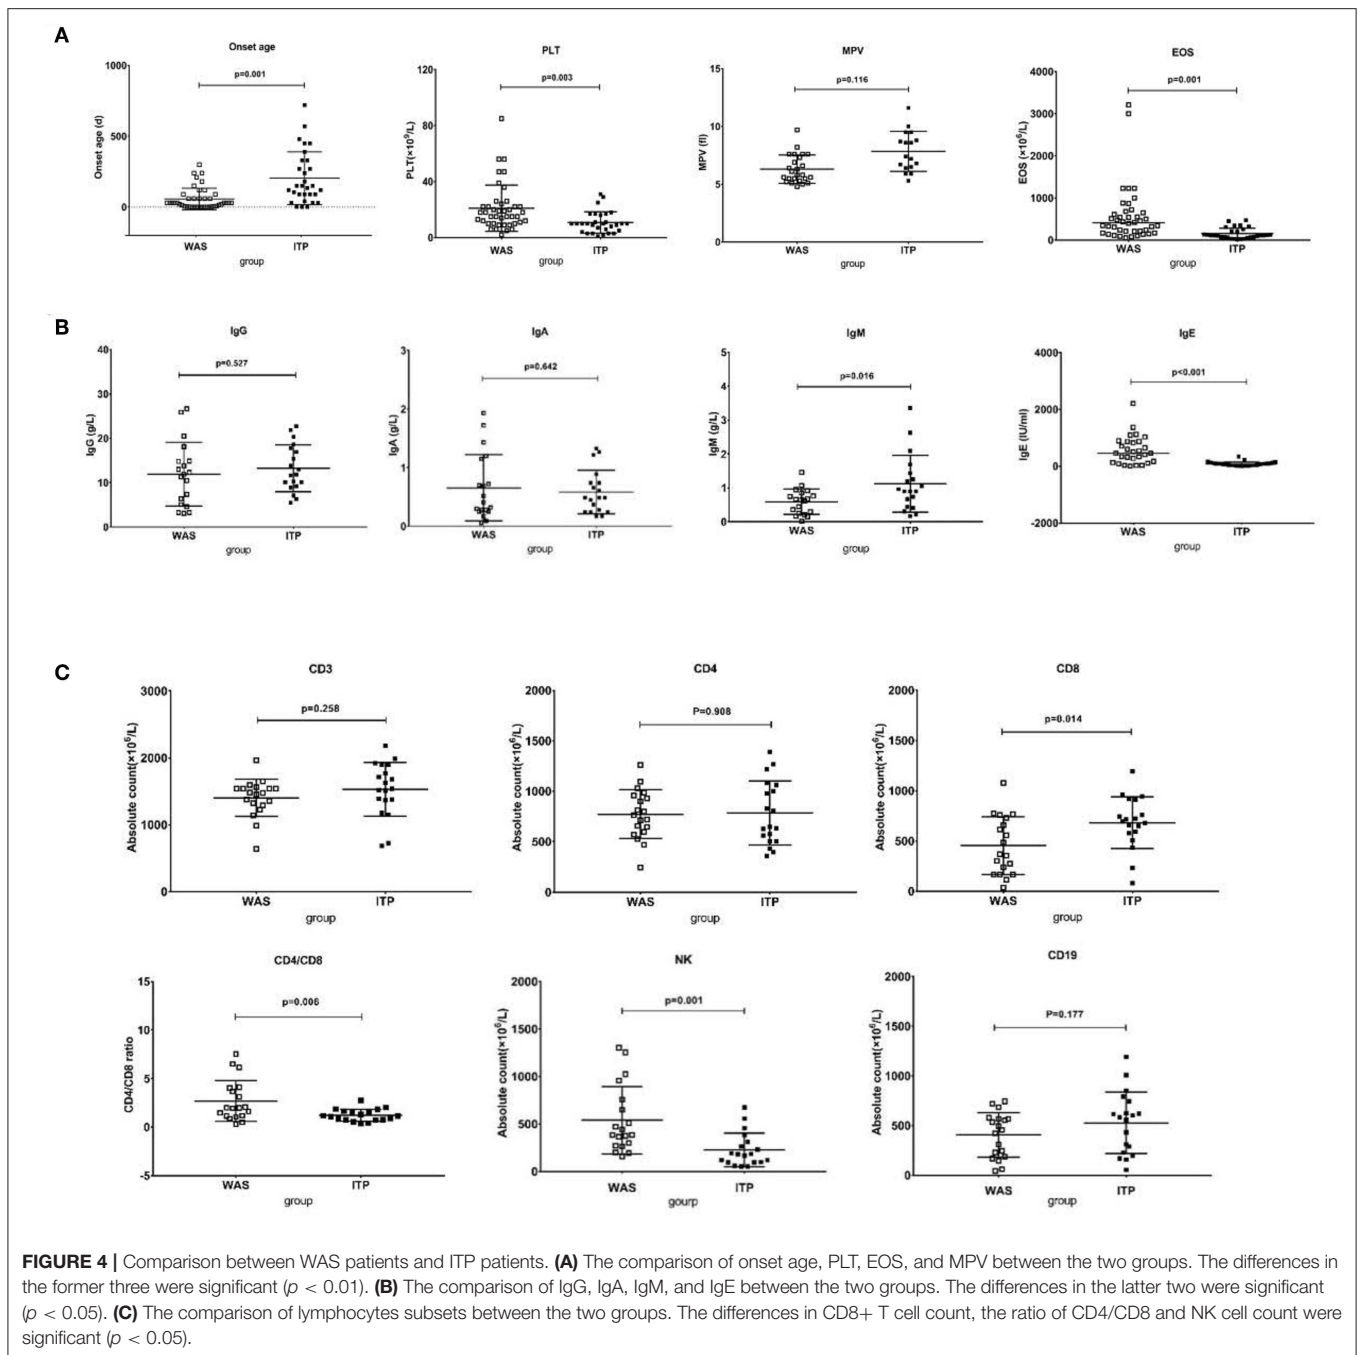 A
Onset age
PLT
MPV
EOS
p=0.001
p=0.003
p=0.116
p=0.001
Onset age (d)
1000
500
0
WAS
ITP
PLT(×10⁹/L)
120
80
40
0
WAS
ITP
group
MPV (fl)
15
10
5
0
WAS
ITP
group
EOS (×10⁶/L)
4000
3000
2000
1000
0
WAS
ITP
group
group
B
IgG
IgA
IgM
IgE
p=0.527
p=0.642
p=0.016
p<0.001
IgG (g/L)
40
30
20
10
0
WAS
ITP
group
IgA (g/L)
3
2
1
0
WAS
ITP
group
IgM (g/L)
5
4
3
2
1
0
WAS
ITP
group
IgE (IU/ml)
4000
2000
0
-2000
WAS
ITP
group
C
CD3
CD4
CD8
p=0.258
P=0.908
p=0.014
Absolute count(×10⁶/L)
3000
2000
1000
0
WAS
ITP
group
Absolute count(×10⁶/L)
2000
1500
1000
500
0
WAS
ITP
group
Absolute count(×10⁶/L)
2000
1500
1000
500
0
WAS
ITP
group
CD4/CD8
NK
CD19
p=0.006
p=0.001
P=0.177
CD4/CD8 ratio
15
10
5
0
-5
WAS
ITP
group
Absolute count(×10⁶/L)
2000
1500
1000
500
0
WAS
ITP
gourp
Absolute count(×10⁶/L)
2000
1500
1000
500
0
WAS
ITP
group
FIGURE 4 | Comparison between WAS patients and ITP patients. (A) The comparison of onset age, PLT, EOS, and MPV between the two groups. The differences in
the former three were significant (p < 0.01). (B) The comparison of IgG, IgA, IgM, and IgE between the two groups. The differences in the latter two were significant
(p < 0.05). (C) The comparison of lymphocytes subsets between the two groups. The differences in CD8+ T cell count, the ratio of CD4/CD8 and NK cell count were
significant (p < 0.05).